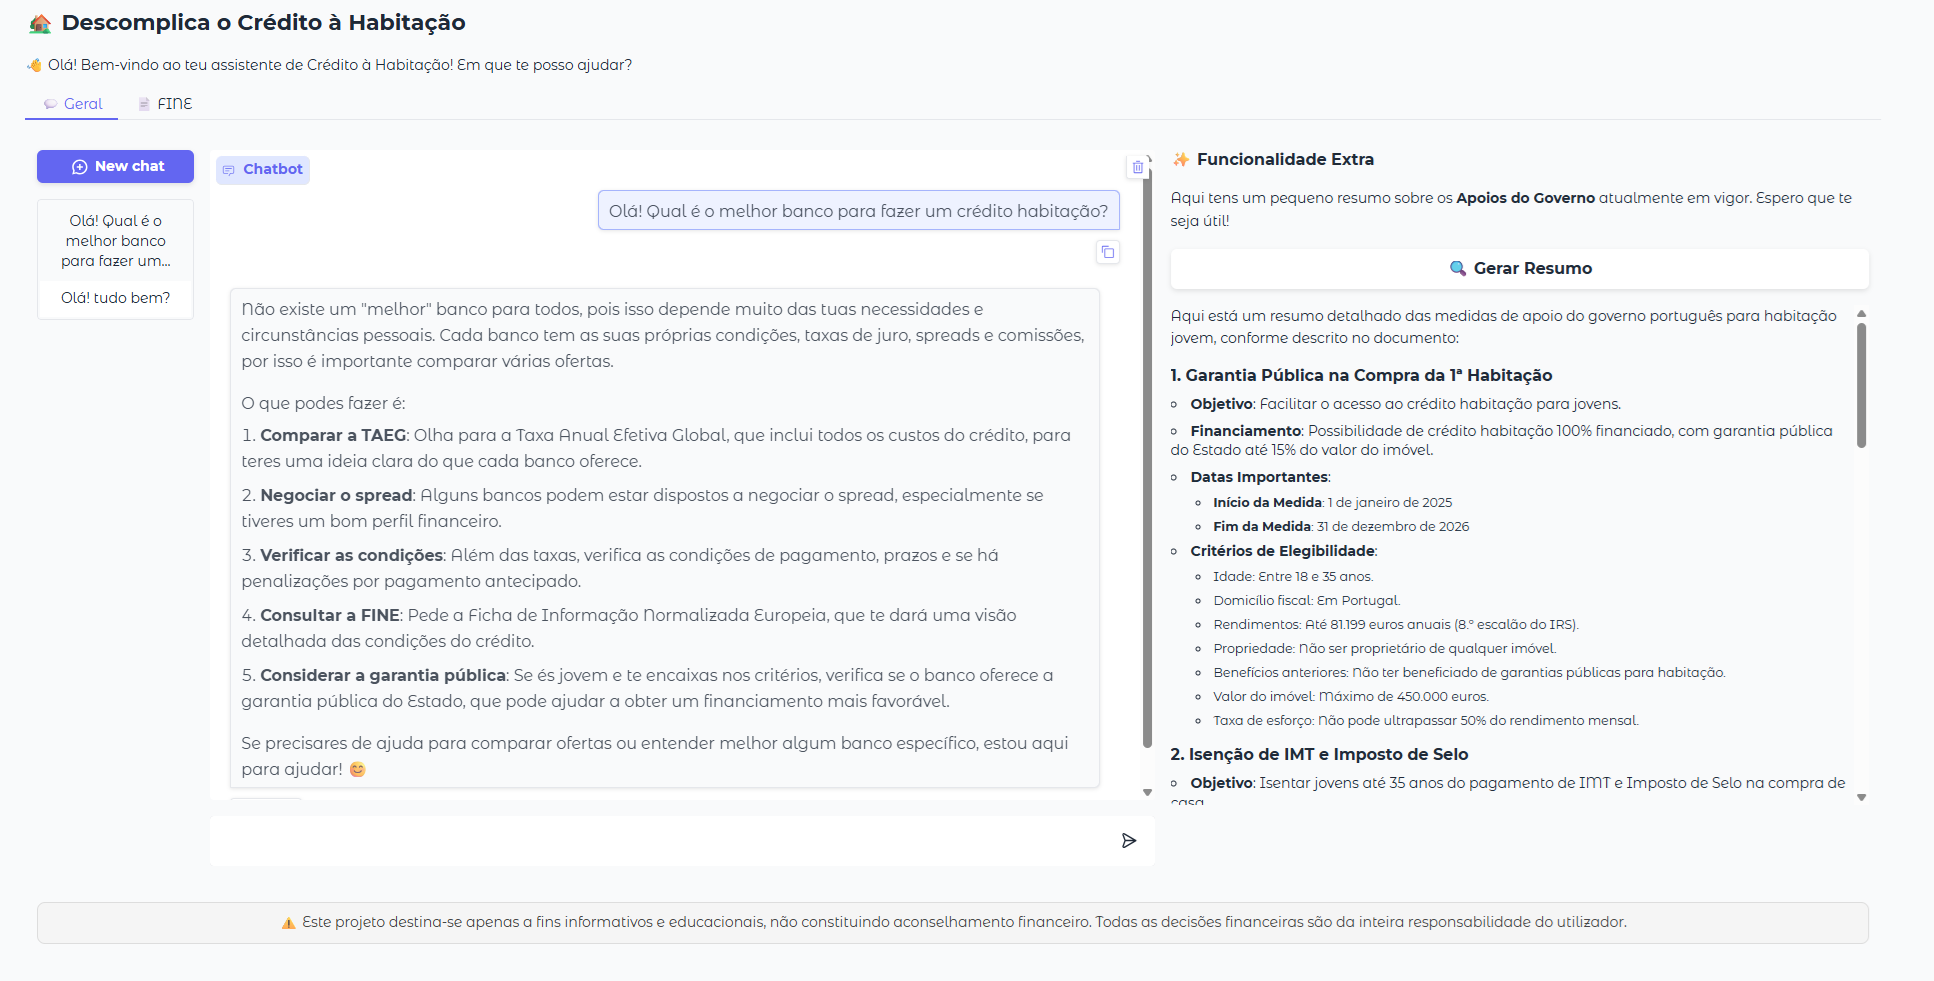 Descomplica o Crédito à Habitação
Olá! Bem-vindo ao teu assistente de Crédito à Habitação! Em que te posso ajudar?
Geral
FINE
New chat
Olá! Qual é o
melhor banco
para fazer um...
Olá! tudo bem?
Chatbot
Olá! Qual é o melhor banco para fazer um crédito habitação?
Não existe um "melhor" banco para todos, pois isso depende muito das tuas necessidades e
circunstâncias pessoais. Cada banco tem as suas próprias condições, taxas de juro, spreads e comissões,
por isso é importante comparar várias ofertas.
O que podes fazer é:
1. Comparar a TAEG: Olha para a Taxa Anual Efetiva Global, que inclui todos os custos do crédito, para
teres uma ideia clara do que cada banco oferece.
2. Negociar o spread: Alguns bancos podem estar dispostos a negociar o spread, especialmente se
tiveres um bom perfil financeiro.
3. Verificar as condições: Além das taxas, verifica as condições de pagamento, prazos e se há
penalizações por pagamento antecipado.
4. Consultar a FINE: Pede a Ficha de Informação Normalizada Europeia, que te dará uma visão
detalhada das condições do crédito.
5. Considerar a garantia pública: Se és jovem e te encaixas nos critérios, verifica se o banco oferece a
garantia pública do Estado, que pode ajudar a obter um financiamento mais favorável.
Se precisares de ajuda para comparar ofertas ou entender melhor algum banco específico, estou aqui
para ajudar! 😊
✨ Funcionalidade Extra
Aqui tens um pequeno resumo sobre os Apoios do Governo atualmente em vigor. Espero que te
seja útil!
🔍 Gerar Resumo
Aqui está um resumo detalhado das medidas de apoio do governo português para habitação
jovem, conforme descrito no documento:
1. Garantia Pública na Compra da 1ª Habitação
Objetivo: Facilitar o acesso ao crédito habitação para jovens.
Financiamento: Possibilidade de crédito habitação 100% financiado, com garantia pública
do Estado até 15% do valor do imóvel.
Datas Importantes:
Início da Medida: 1 de janeiro de 2025
Fim da Medida: 31 de dezembro de 2026
Critérios de Elegibilidade:
Idade: Entre 18 e 35 anos.
Domicílio fiscal: Em Portugal.
Rendimentos: Até 81.199 euros anuais (8.º escalão do IRS).
Propriedade: Não ser proprietário de qualquer imóvel.
Benefícios anteriores: Não ter beneficiado de garantias públicas para habitação.
Valor do imóvel: Máximo de 450.000 euros.
Taxa de esforço: Não pode ultrapassar 50% do rendimento mensal.
2. Isenção de IMT e Imposto de Selo
Objetivo: Isentar jovens até 35 anos do pagamento de IMT e Imposto de Selo na compra de
casa
⚠️ Este projeto destina-se apenas a fins informativos e educacionais, não constituindo aconselhamento financeiro. Todas as decisões financeiras são da inteira responsabilidade do utilizador.